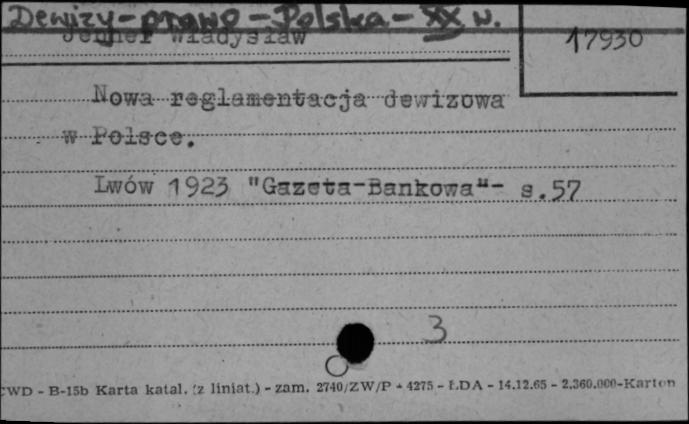 Dewizy-prawo-Polska-XX w.
Jenner Władysław
17930
Nowa reglamentacja dewizowa
w Polsce.
Lwów 1923 "Gazeta-Bankowa"- s.57
3
CWD - B-15b Karta katal. (z liniat.) - zam. 2740/ZW/P - 4275 - ŁDA - 14.12.65 - 2.360.000-Karton